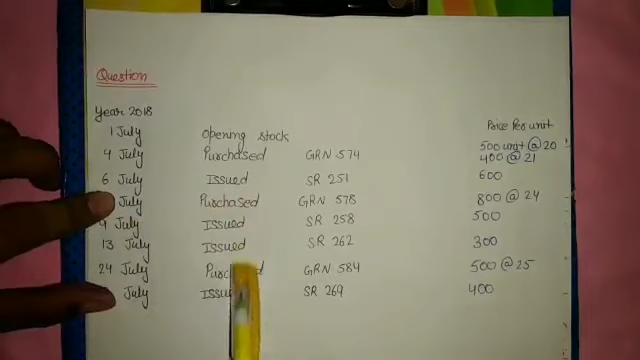 Question
Year 2018
Price Per unit
1 July Opening stock 500 unit @ 20
4 July Purchased GRN 574 400 @ 21
6 July Issued SR 251 600
July Purchased GRN 578 800 @ 24
9 July Issued SR 258 500
13 July Issued SR 262 300
24 July GRN 584 500 @ 25
July SR 269 400